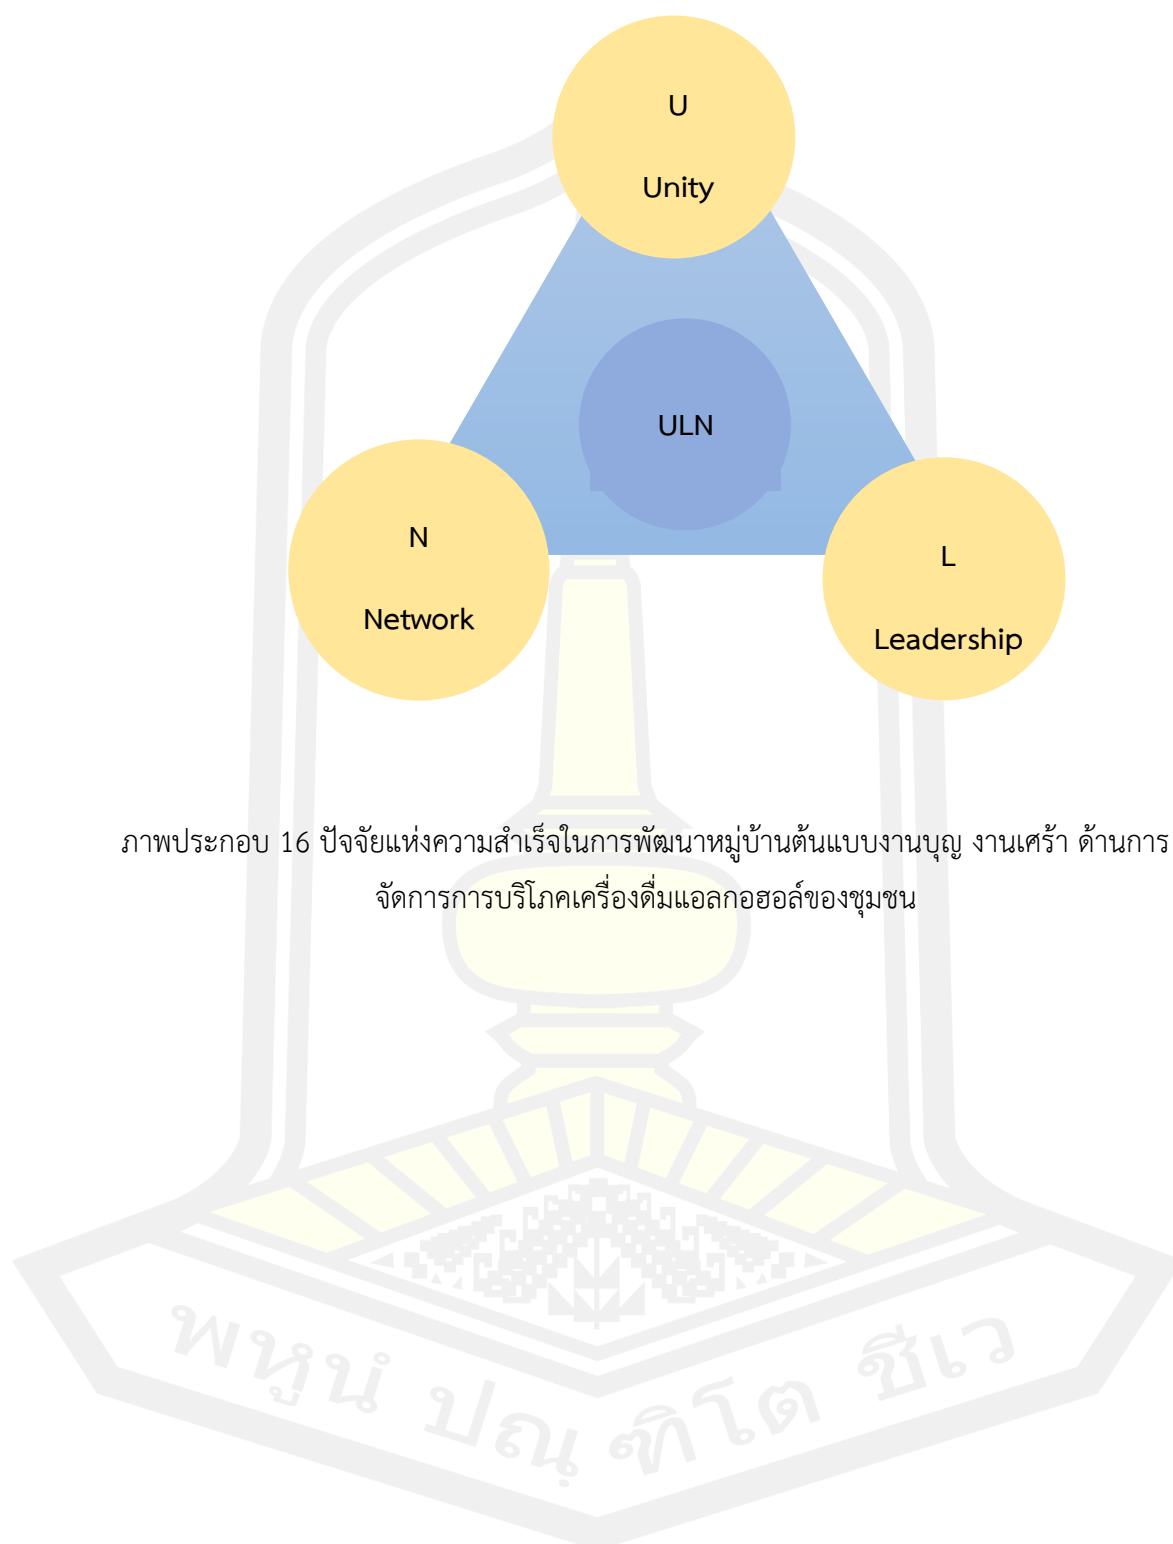 U
Unity
ULN
N
Network
L
Leadership
ภาพประกอบ 16 ปัจจัยแห่งความสำเร็จในการพัฒนาหมู่บ้านต้นแบบงานบุญ งานเศร้า ด้านการ
จัดการการบริโภคเครื่องดื่มแอลกอฮอล์ของชุมชน
พหูนํ ปณฺฑิโต ชีเว